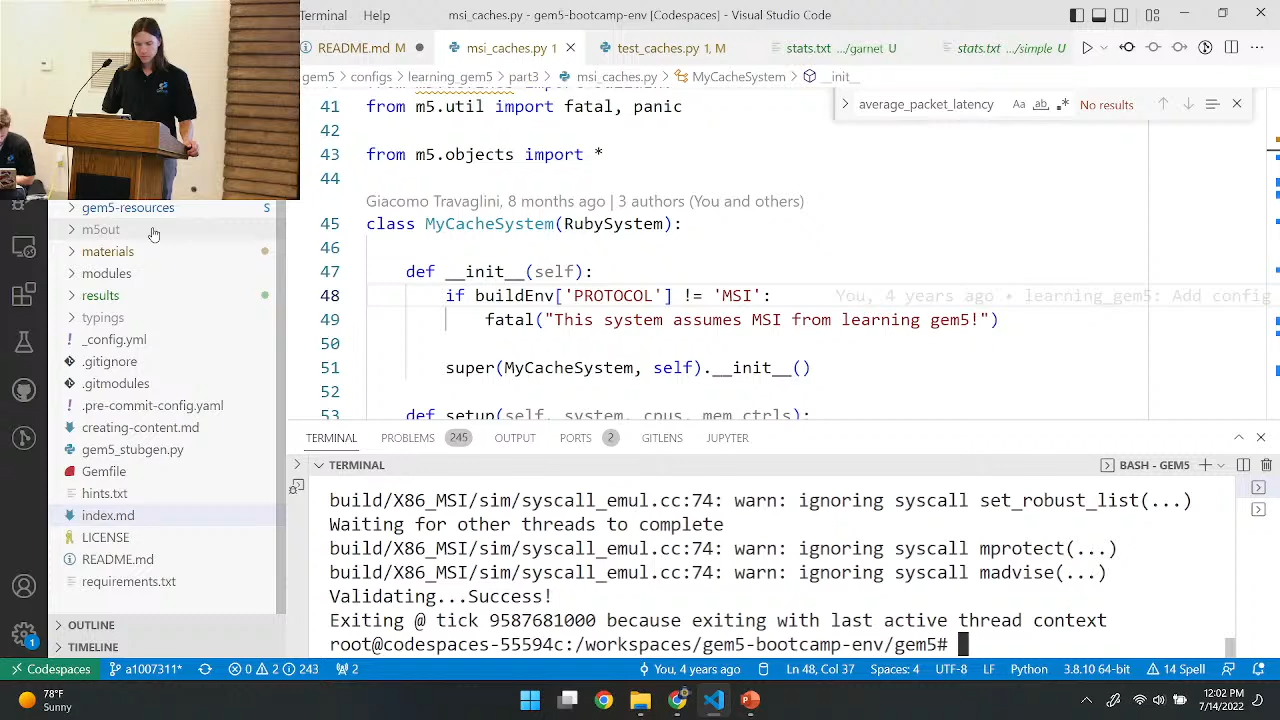 Terminal Help
msi_caches.py - gem5-bootcamp-env [Codespaces] - Visual Studio Code
README.md M
msi_caches.py 1
test_caches.py 1, M
stats.txt .../garnet U
stats.txt .../simple U
gem5 > configs > learning_gem5 > part3 > msi_caches.py > MyCacheSystem > __init__
average_packet_latency
Aa ab .*
No results
41 from m5.util import fatal, panic
42
43 from m5.objects import *
44
Giacomo Travaglini, 8 months ago | 3 authors (You and others)
45 class MyCacheSystem(RubySystem):
46
47 def __init__(self):
48 if buildEnv['PROTOCOL'] != 'MSI': You, 4 years ago • learning_gem5: Add config
49 fatal("This system assumes MSI from learning gem5!")
50
51 super(MyCacheSystem, self).__init__()
52
53 def setup(self, system, cpus, mem_ctrls):
gem5-resources S
m5out
materials
modules
results
typings
_config.yml
.gitignore
.gitmodules
.pre-commit-config.yaml
creating-content.md
gem5_stubgen.py
Gemfile
hints.txt
index.md
LICENSE
README.md
requirements.txt
OUTLINE
TIMELINE
TERMINAL PROBLEMS 245 OUTPUT PORTS 2 GITLENS JUPYTER
TERMINAL
BASH - GEM5
build/X86_MSI/sim/syscall_emul.cc:74: warn: ignoring syscall set_robust_list(...)
Waiting for other threads to complete
build/X86_MSI/sim/syscall_emul.cc:74: warn: ignoring syscall mprotect(...)
build/X86_MSI/sim/syscall_emul.cc:74: warn: ignoring syscall madvise(...)
Validating...Success!
Exiting @ tick 9587681000 because exiting with last active thread context
root@codespaces-55594c:/workspaces/gem5-bootcamp-env/gem5#
1
Codespaces a1007311* 0 2 243 2
You, 4 years ago Ln 48, Col 37 Spaces: 4 UTF-8 LF Python 3.8.10 64-bit 14 Spell
78°F
Sunny
12:02 PM
7/14/2022